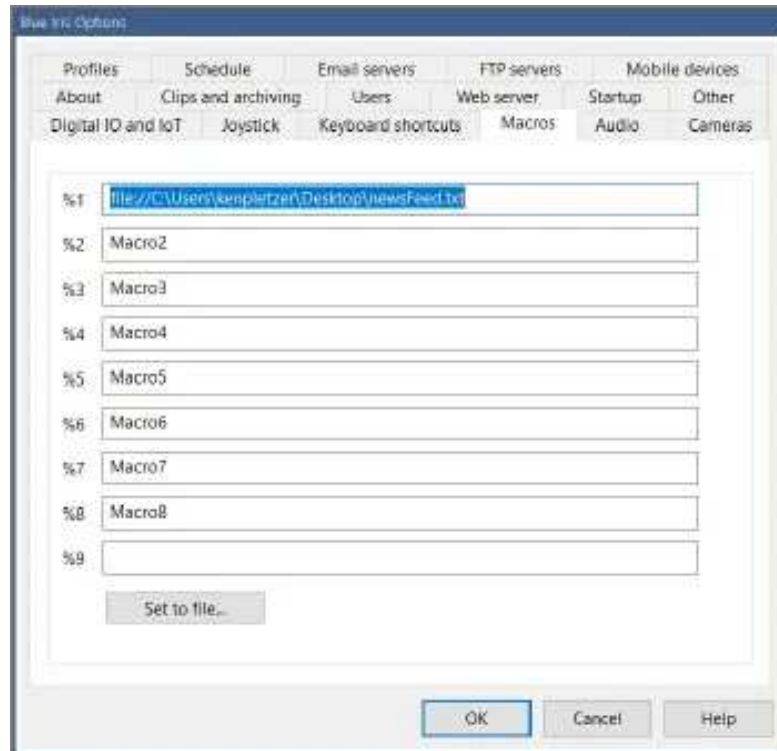 Blue Iris Options
Profiles Schedule Email servers FTP servers Mobile devices
About Clips and archiving Users Web server Startup Other
Digital IO and IoT Joystick Keyboard shortcuts Macros Audio Cameras
%1 file://C:\Users\kenpletzer\Desktop\newsFeed.txt
%2 Macro2
%3 Macro3
%4 Macro4
%5 Macro5
%6 Macro6
%7 Macro7
%8 Macro8
%9
Set to file...
OK Cancel Help